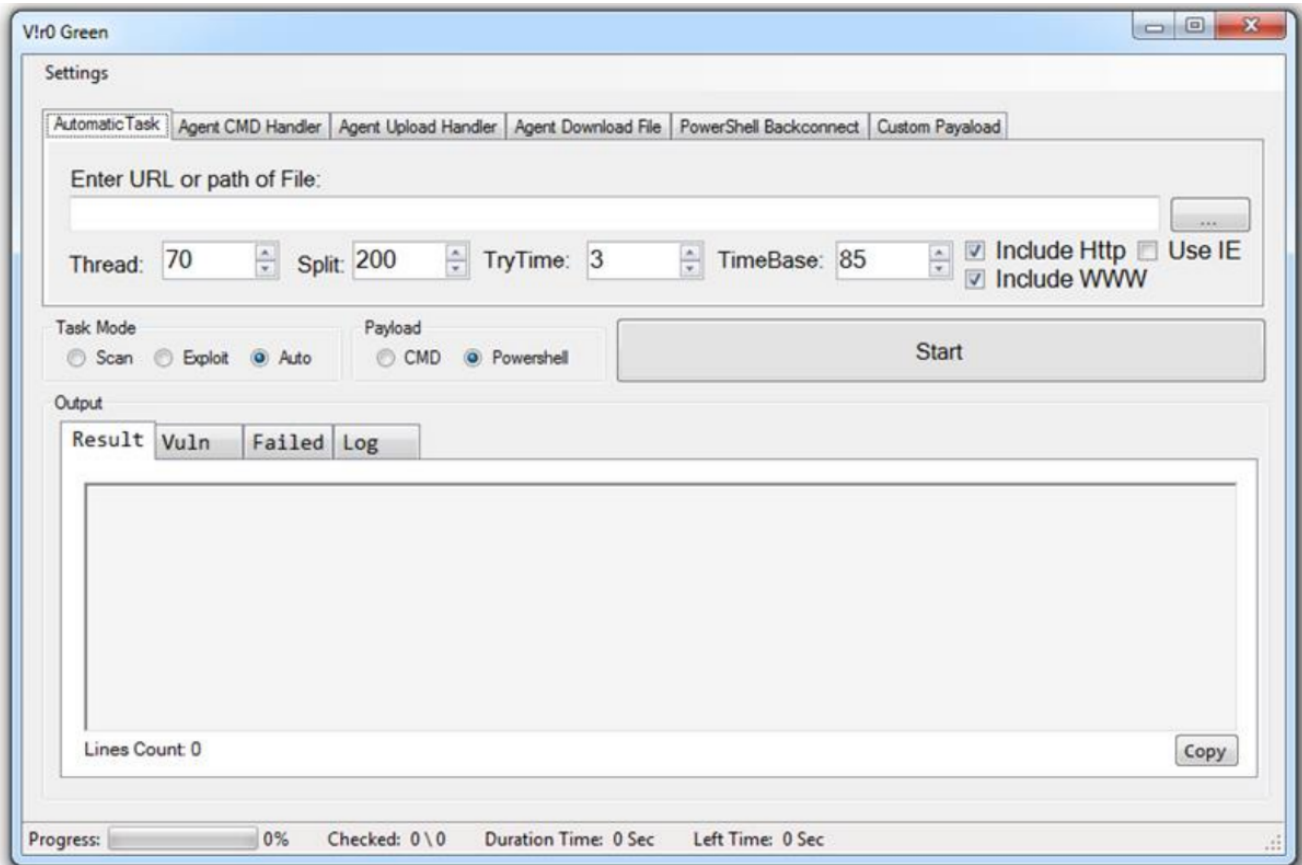 V!r0 Green
Settings
AutomaticTask Agent CMD Handler Agent Upload Handler Agent Download File PowerShell Backconnect Custom Payaload
Enter URL or path of File:
...
Thread: 70 Split: 200 TryTime: 3 TimeBase: 85 Include Http Use IE
Include WWW
Task Mode Payload
Scan Exploit Auto CMD Powershell Start
Output
Result Vuln Failed Log
Lines Count: 0
Copy
Progress: 0% Checked: 0 \ 0 Duration Time: 0 Sec Left Time: 0 Sec